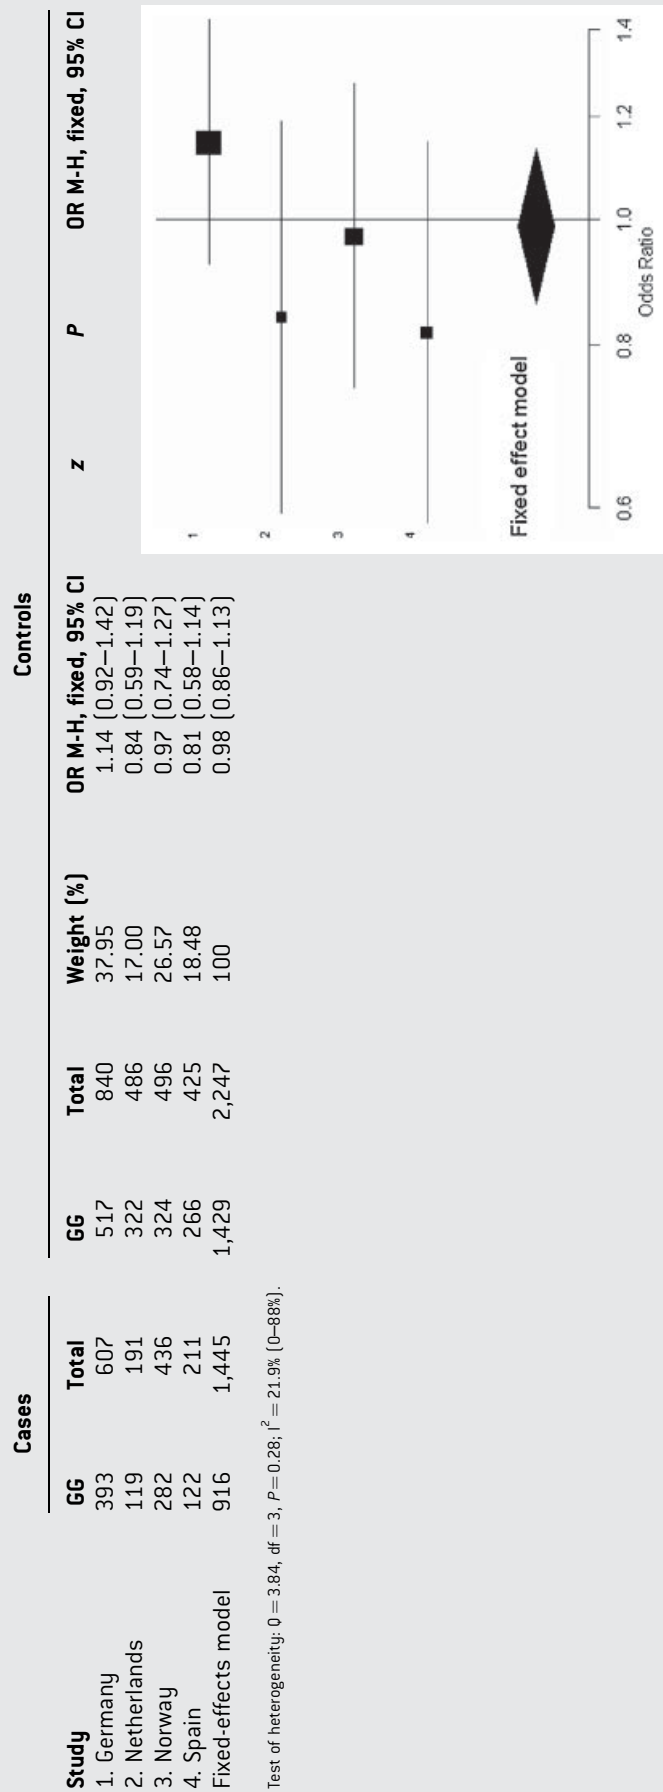 Cases Controls
Study GG Total GG Total Weight (%) OR M-H, fixed, 95% CI z P OR M-H, fixed, 95% CI
1. Germany 393 607 517 840 37.95 1.14 (0.92–1.42)
2. Netherlands 119 191 322 486 17.00 0.84 (0.59–1.19)
3. Norway 282 436 324 496 26.57 0.97 (0.74–1.27)
4. Spain 122 211 266 425 18.48 0.81 (0.58–1.14)
Fixed-effects model 916 1,445 1,429 2,247 100 0.98 (0.86–1.13)
Test of heterogeneity: Q = 3.84, df = 3, P = 0.28; I² = 21.9% (0–88%).
1
2
3
4
Fixed effect model
0.6 0.8 1.0 1.2 1.4
Odds Ratio